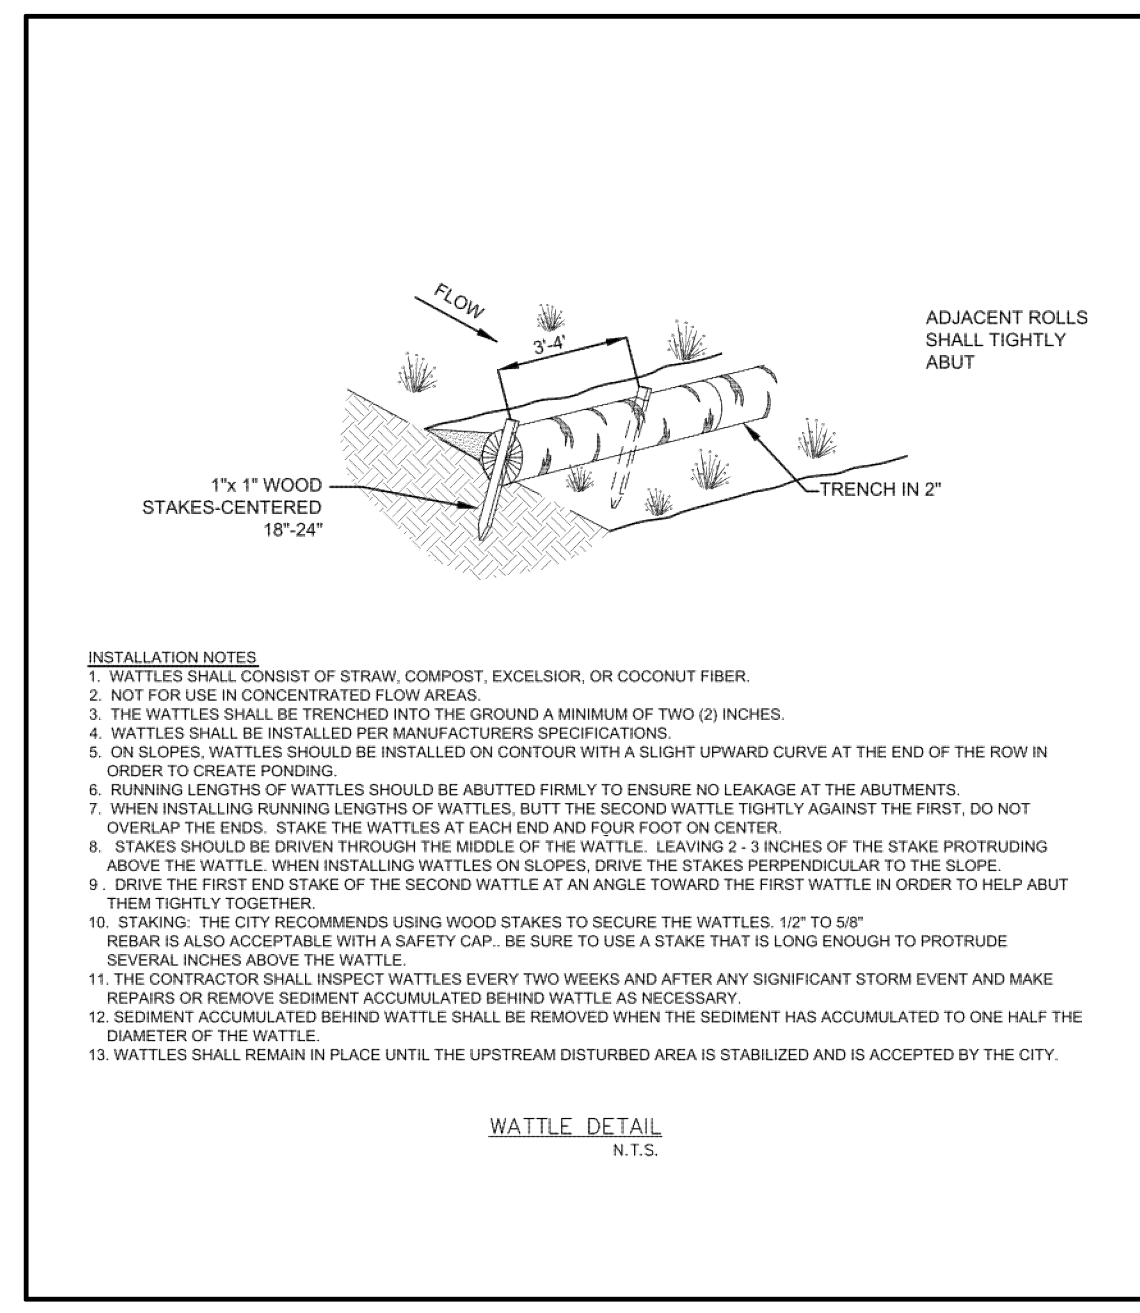 FLOW
3'-4'
ADJACENT ROLLS
SHALL TIGHTLY
ABUT
1"x 1" WOOD
STAKES-CENTERED
18"-24"
TRENCH IN 2"
INSTALLATION NOTES
1. WATTLES SHALL CONSIST OF STRAW, COMPOST, EXCELSIOR, OR COCONUT FIBER.
2. NOT FOR USE IN CONCENTRATED FLOW AREAS.
3. THE WATTLES SHALL BE TRENCHED INTO THE GROUND A MINIMUM OF TWO (2) INCHES.
4. WATTLES SHALL BE INSTALLED PER MANUFACTURERS SPECIFICATIONS.
5. ON SLOPES, WATTLES SHOULD BE INSTALLED ON CONTOUR WITH A SLIGHT UPWARD CURVE AT THE END OF THE ROW IN
ORDER TO CREATE PONDING.
6. RUNNING LENGTHS OF WATTLES SHOULD BE ABUTTED FIRMLY TO ENSURE NO LEAKAGE AT THE ABUTMENTS.
7. WHEN INSTALLING RUNNING LENGTHS OF WATTLES, BUTT THE SECOND WATTLE TIGHTLY AGAINST THE FIRST, DO NOT
OVERLAP THE ENDS. STAKE THE WATTLES AT EACH END AND FOUR FOOT ON CENTER.
8. STAKES SHOULD BE DRIVEN THROUGH THE MIDDLE OF THE WATTLE. LEAVING 2 - 3 INCHES OF THE STAKE PROTRUDING
ABOVE THE WATTLE. WHEN INSTALLING WATTLES ON SLOPES, DRIVE THE STAKES PERPENDICULAR TO THE SLOPE.
9 . DRIVE THE FIRST END STAKE OF THE SECOND WATTLE AT AN ANGLE TOWARD THE FIRST WATTLE IN ORDER TO HELP ABUT
THEM TIGHTLY TOGETHER.
10. STAKING: THE CITY RECOMMENDS USING WOOD STAKES TO SECURE THE WATTLES. 1/2" TO 5/8"
REBAR IS ALSO ACCEPTABLE WITH A SAFETY CAP.. BE SURE TO USE A STAKE THAT IS LONG ENOUGH TO PROTRUDE
SEVERAL INCHES ABOVE THE WATTLE.
11. THE CONTRACTOR SHALL INSPECT WATTLES EVERY TWO WEEKS AND AFTER ANY SIGNIFICANT STORM EVENT AND MAKE
REPAIRS OR REMOVE SEDIMENT ACCUMULATED BEHIND WATTLE AS NECESSARY.
12. SEDIMENT ACCUMULATED BEHIND WATTLE SHALL BE REMOVED WHEN THE SEDIMENT HAS ACCUMULATED TO ONE HALF THE
DIAMETER OF THE WATTLE.
13. WATTLES SHALL REMAIN IN PLACE UNTIL THE UPSTREAM DISTURBED AREA IS STABILIZED AND IS ACCEPTED BY THE CITY.
WATTLE DETAIL
N.T.S.